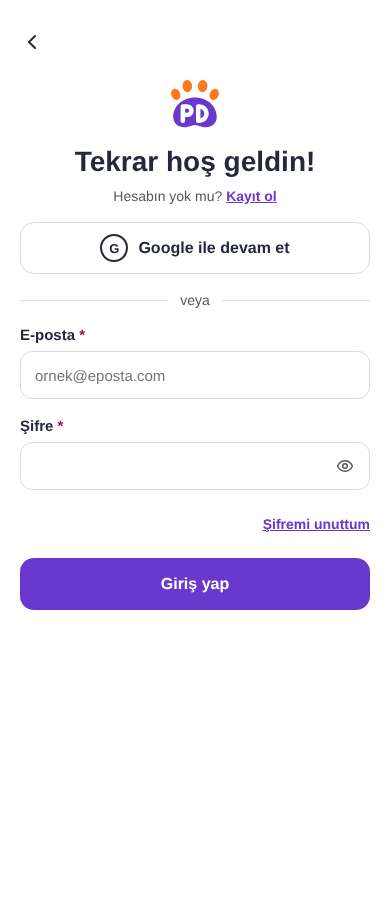 PD
Tekrar hoş geldin!
Hesabın yok mu? Kayıt ol
G Google ile devam et
veya
E-posta *
ornek@eposta.com
Şifre *
Şifremi unuttum
Giriş yap